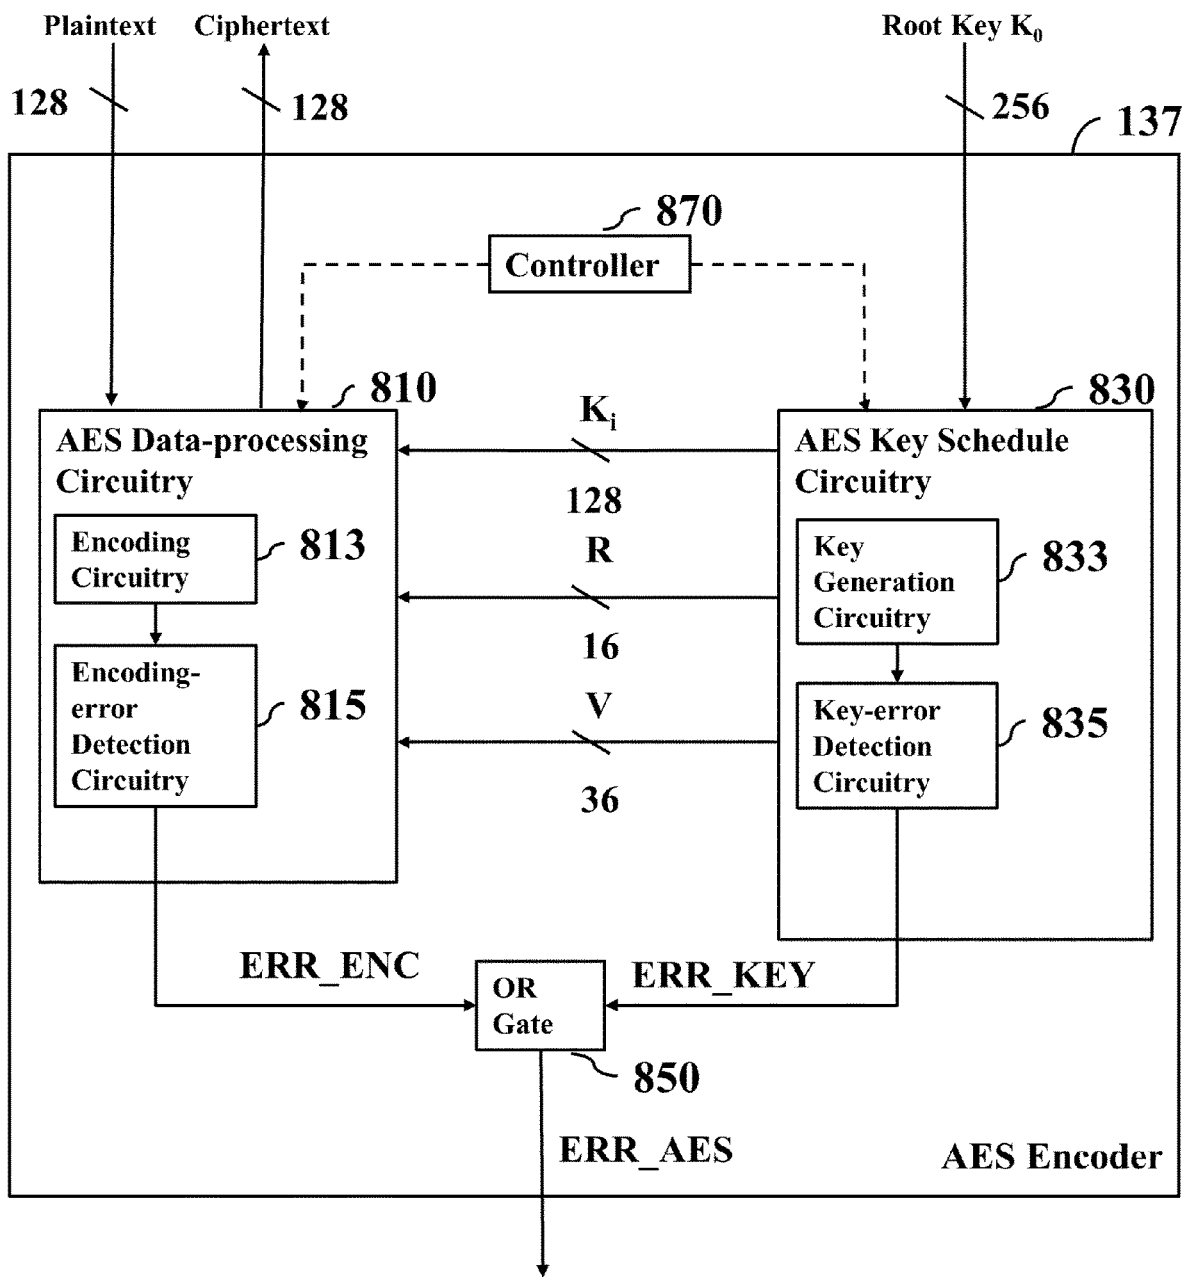 Plaintext Ciphertext Root Key K₀
128 128 256
137
870
Controller
810
AES Data-processing
Circuitry
Encoding
Circuitry
813
Encoding-
error
Detection
Circuitry
815
Kᵢ
128
R
16
V
36
830
AES Key Schedule
Circuitry
Key
Generation
Circuitry
833
Key-error
Detection
Circuitry
835
ERR_ENC
ERR_KEY
OR
Gate
850
ERR_AES
AES Encoder